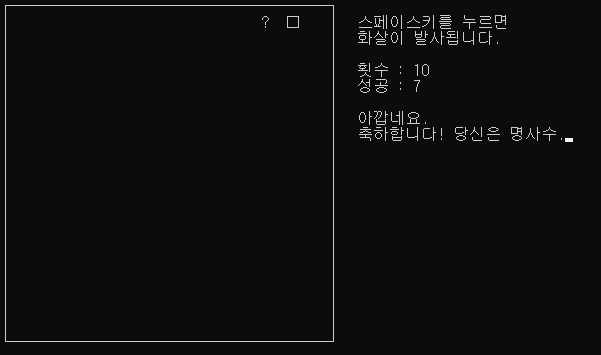 ? □
스페이스키를 누르면
화살이 발사됩니다.
횟수 : 10
성공 : 7
아깝네요.
축하합니다! 당신은 명사수.